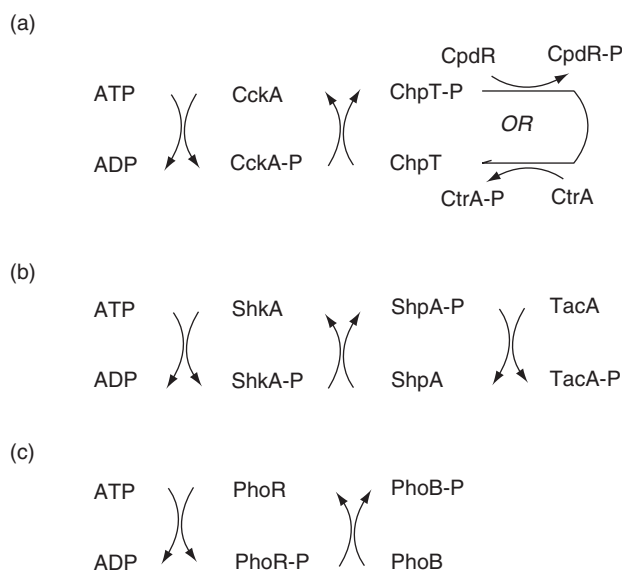 (a)
CpdR CpdR-P
ATP CckA ChpT-P
OR
ADP CckA-P ChpT
CtrA-P CtrA
(b)
ATP ShkA ShpA-P TacA
ADP ShkA-P ShpA TacA-P
(c)
ATP PhoR PhoB-P
ADP PhoR-P PhoB